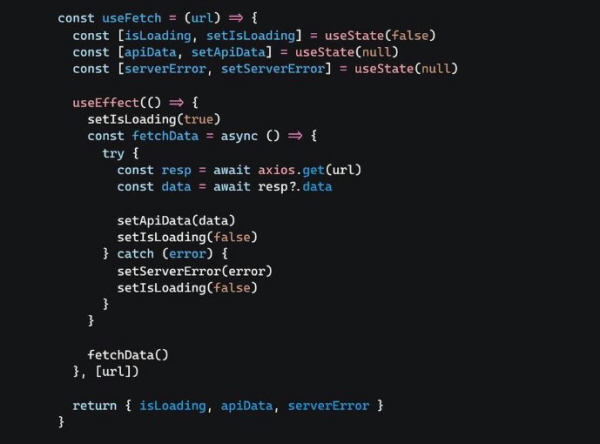 const useFetch = (url) => {
  const [isLoading, setIsLoading] = useState(false)
  const [apiData, setApiData] = useState(null)
  const [serverError, setServerError] = useState(null)

  useEffect(() => {
    setIsLoading(true)
    const fetchData = async () => {
      try {
        const resp = await axios.get(url)
        const data = await resp?.data

        setApiData(data)
        setIsLoading(false)
      } catch (error) {
        setServerError(error)
        setIsLoading(false)
      }
    }

    fetchData()
  }, [url])

  return { isLoading, apiData, serverError }
}